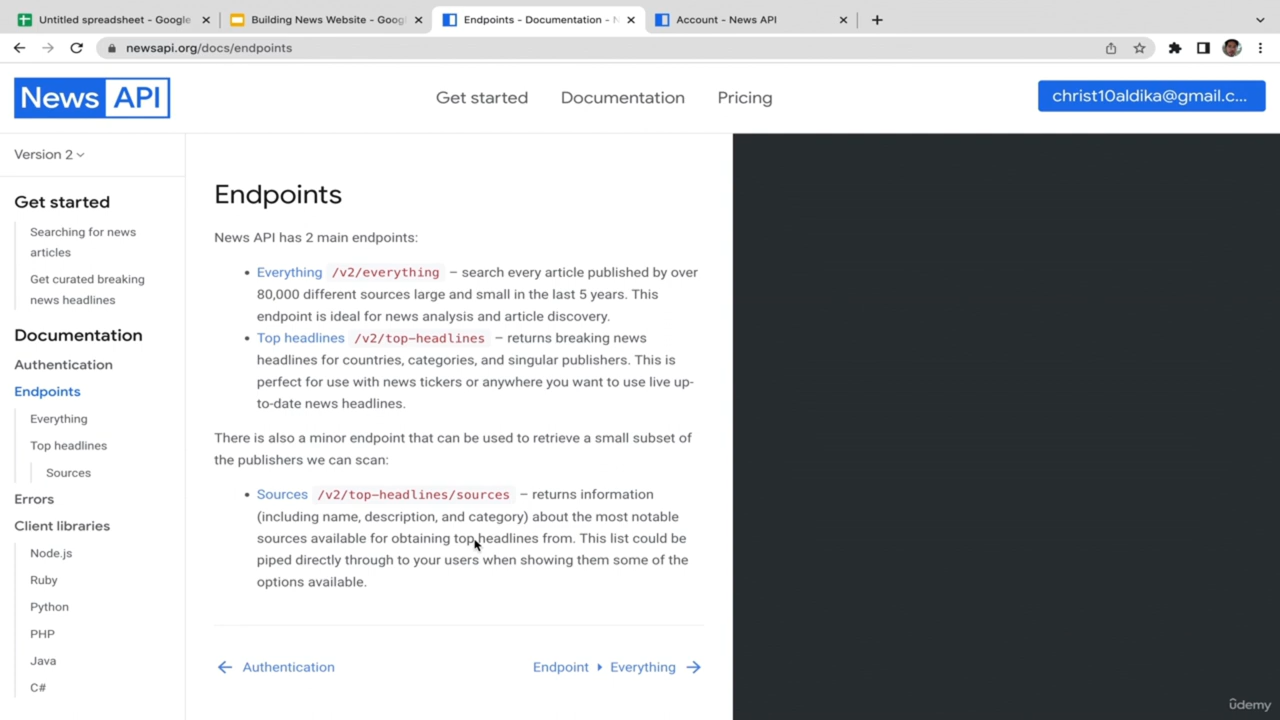 Untitled spreadsheet - Google
Building News Website - Goog
Endpoints - Documentation - N
Account - News API
newsapi.org/docs/endpoints
News API
Get started
Documentation
Pricing
christ10aldika@gmail.c...
Version 2
Get started
Searching for news
articles
Get curated breaking
news headlines
Documentation
Authentication
Endpoints
Everything
Top headlines
Sources
Errors
Client libraries
Node.js
Ruby
Python
PHP
Java
C#
Endpoints
News API has 2 main endpoints:
• Everything /v2/everything – search every article published by over
80,000 different sources large and small in the last 5 years. This
endpoint is ideal for news analysis and article discovery.
• Top headlines /v2/top-headlines – returns breaking news
headlines for countries, categories, and singular publishers. This is
perfect for use with news tickers or anywhere you want to use live up-
to-date news headlines.
There is also a minor endpoint that can be used to retrieve a small subset of
the publishers we can scan:
• Sources /v2/top-headlines/sources – returns information
(including name, description, and category) about the most notable
sources available for obtaining top headlines from. This list could be
piped directly through to your users when showing them some of the
options available.
Authentication
Endpoint Everything
ûdemy